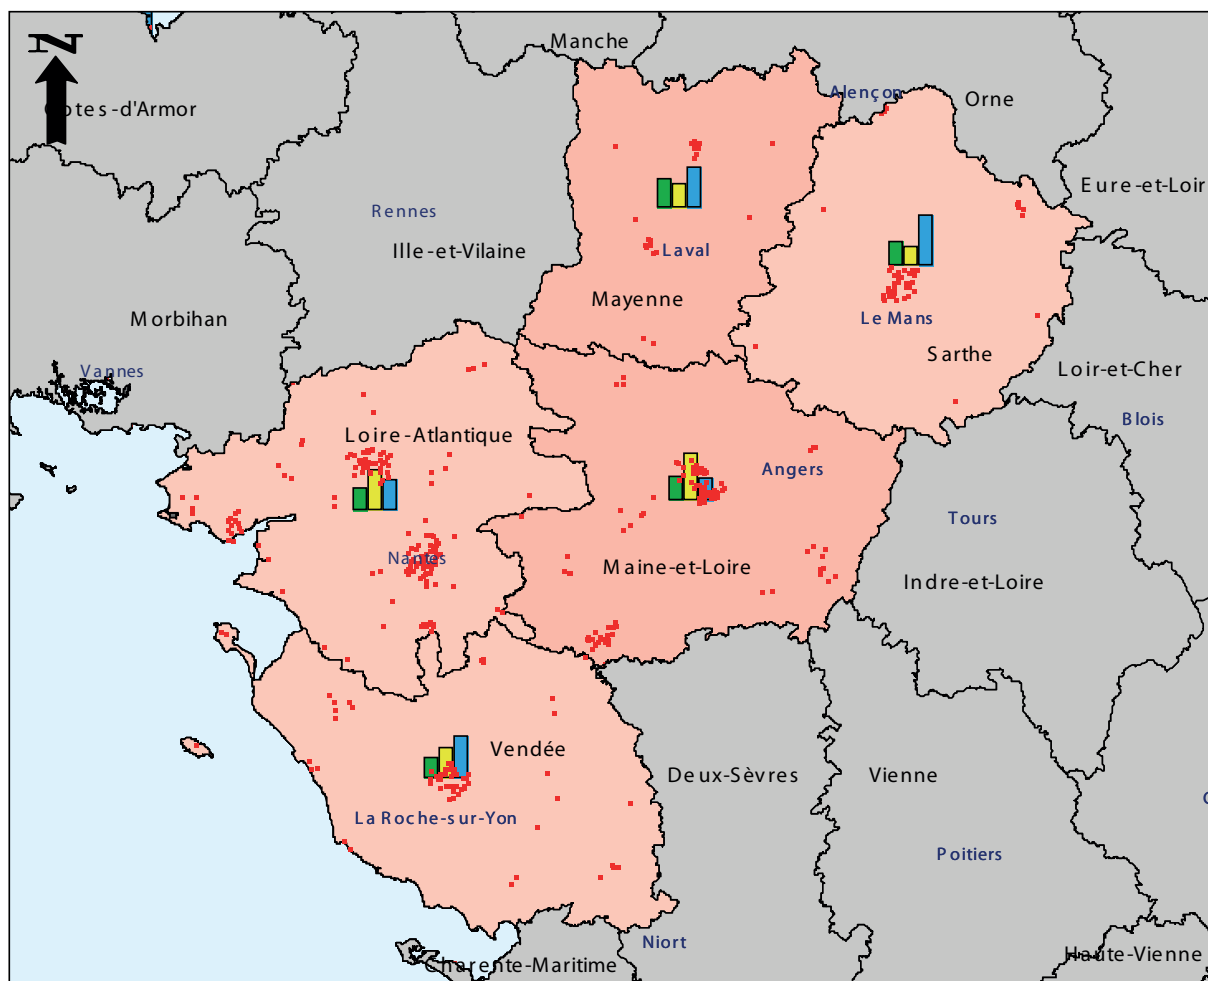 N
Manche
Alençon
Orne
Côtes-d'Armor
Eure-et-Loir
Rennes
Ille-et-Vilaine
Laval
Mayenne
Morbihan
Le Mans
Sarthe
Vannes
Loir-et-Cher
Blois
Loire-Atlantique
Angers
Tours
Nantes
Maine-et-Loire
Indre-et-Loire
Vendée
Deux-Sèvres
Vienne
La Roche-sur-Yon
Poitiers
Niort
Charente-Maritime
Haute-Vienne